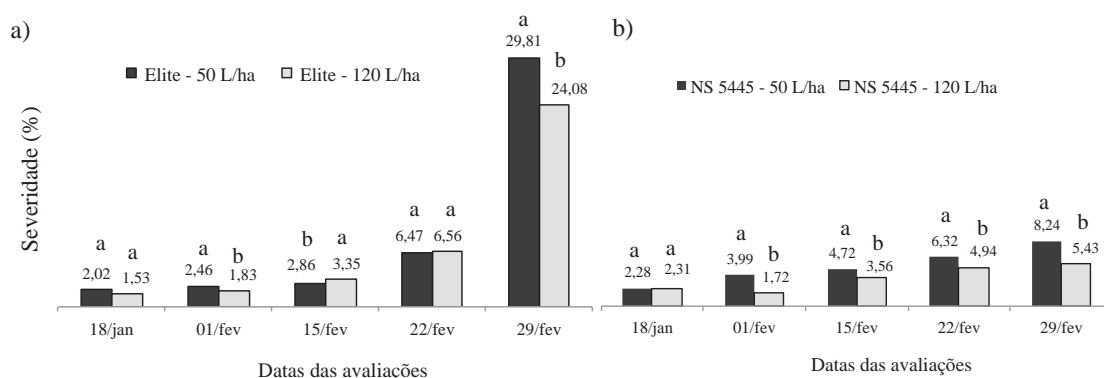 a)
Elite - 50 L/ha
Elite - 120 L/ha
Severidade (%)
a
a
a
b
b
a
a
a
a
b
2,02
1,53
2,46
1,83
2,86
3,35
6,47
6,56
29,81
24,08
18/jan
01/fev
15/fev
22/fev
29/fev
Datas das avaliacões
b)
NS 5445 - 50 L/ha
NS 5445 - 120 L/ha
a
a
a
b
a
b
a
b
a
b
2,28
2,31
3,99
1,72
4,72
3,56
6,32
4,94
8,24
5,43
18/jan
01/fev
15/fev
22/fev
29/fev
Datas das avaliações